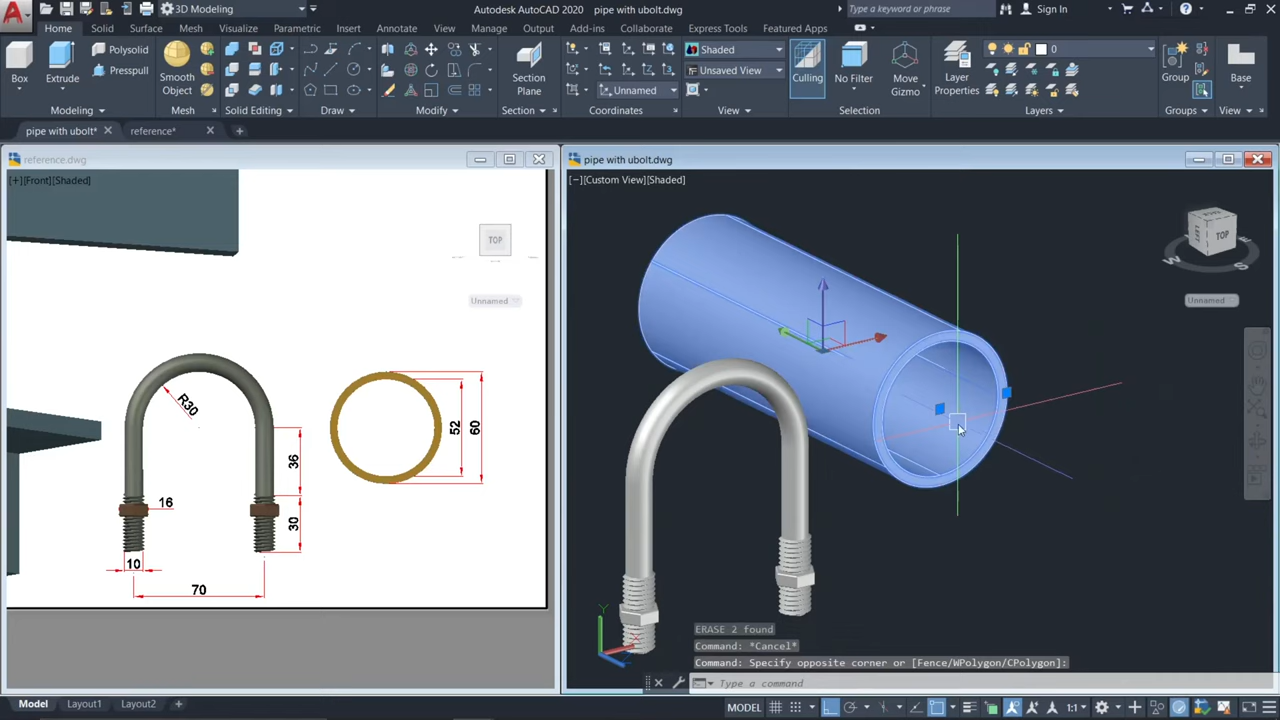 3D Modeling
Autodesk AutoCAD 2020 pipe with ubolt.dwg
Type a keyword or phrase
Sign In
Home Solid Surface Mesh Visualize Parametric Insert Annotate View Manage Output Add-ins Collaborate Express Tools Featured Apps
Box
Extrude
Polysolid
Presspull
Smooth
Object
Section
Plane
Unnamed
Shaded
Unsaved View
Culling
No Filter
Move
Gizmo
Layer
Properties
0
Group
Base
Modeling
Mesh
Solid Editing
Draw
Modify
Section
Coordinates
View
Selection
Layers
Groups
View
pipe with ubolt*
reference*
reference.dwg
[+][Front][Shaded]
TOP
Unnamed
R30
36
30
16
10
70
52
60
pipe with ubolt.dwg
[−][Custom View][Shaded]
TOP
W
S
Unnamed
Y
X
ERASE 2 found
Command: *Cancel*
Command: Specify opposite corner or [Fence/WPolygon/CPolygon]:
Type a command
Model Layout1 Layout2
MODEL
1:1